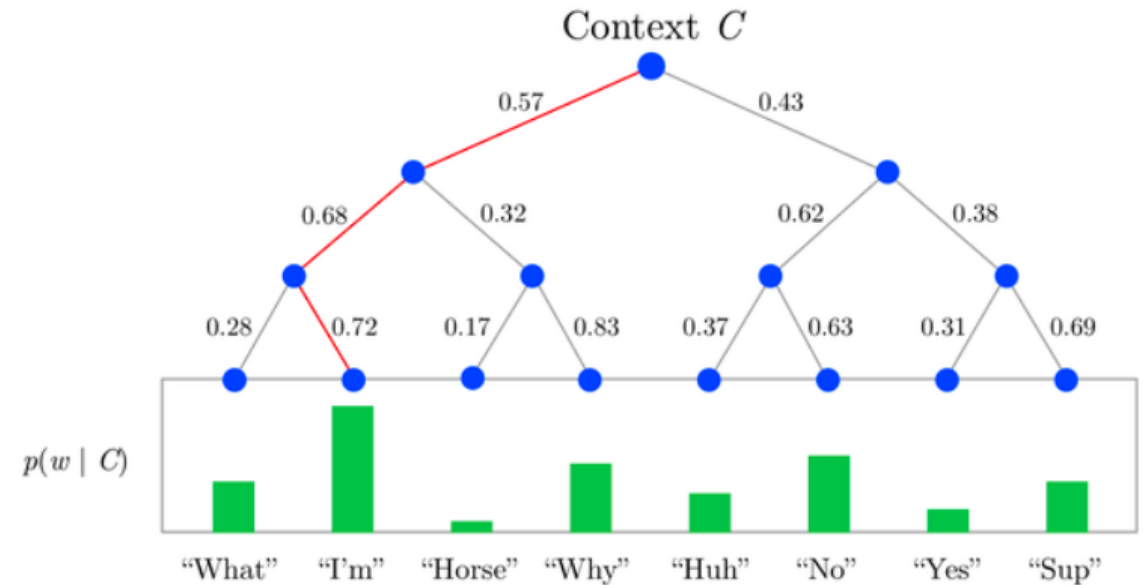 Context C
0.57 0.43
0.68 0.32 0.62 0.38
0.28 0.72 0.17 0.83 0.37 0.63 0.31 0.69
p(w | C)
“What” “I’m” “Horse” “Why” “Huh” “No” “Yes” “Sup”